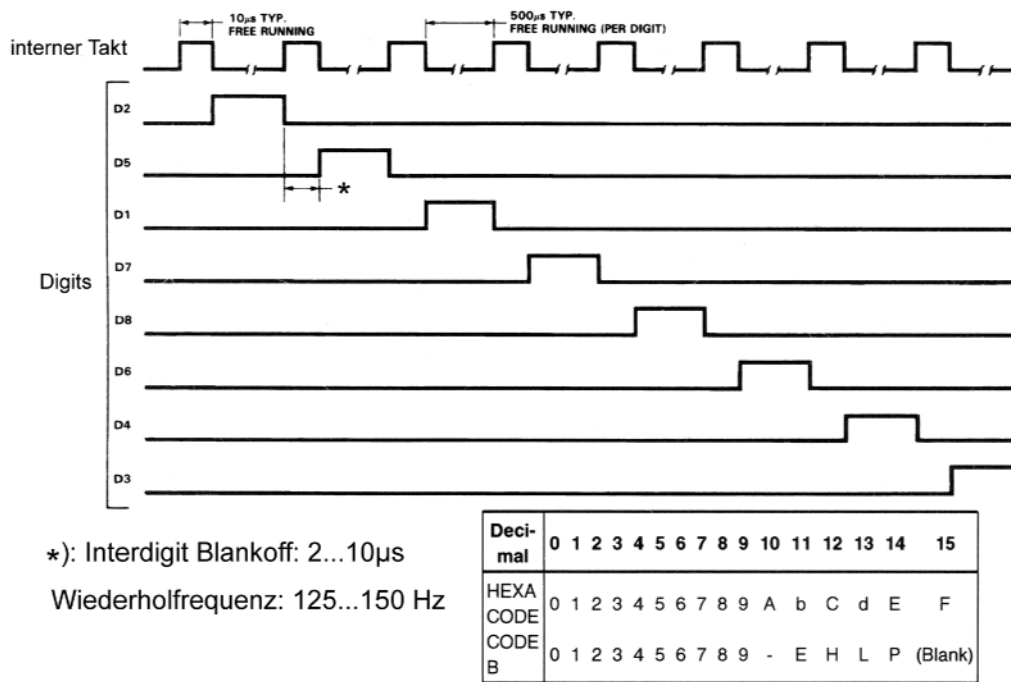 10µs TYP.
FREE RUNNING
500µs TYP.
FREE RUNNING (PER DIGIT)
interner Takt
D2
D5
*
D1
D7
Digits
D8
D6
D4
D3
*): Interdigit Blankoff: 2...10µs
Wiederholfrequenz: 125...150 Hz
Deci-
mal 0 1 2 3 4 5 6 7 8 9 10 11 12 13 14 15
HEXA
CODE 0 1 2 3 4 5 6 7 8 9 A b C d E F
CODE
B 0 1 2 3 4 5 6 7 8 9 - E H L P (Blank)